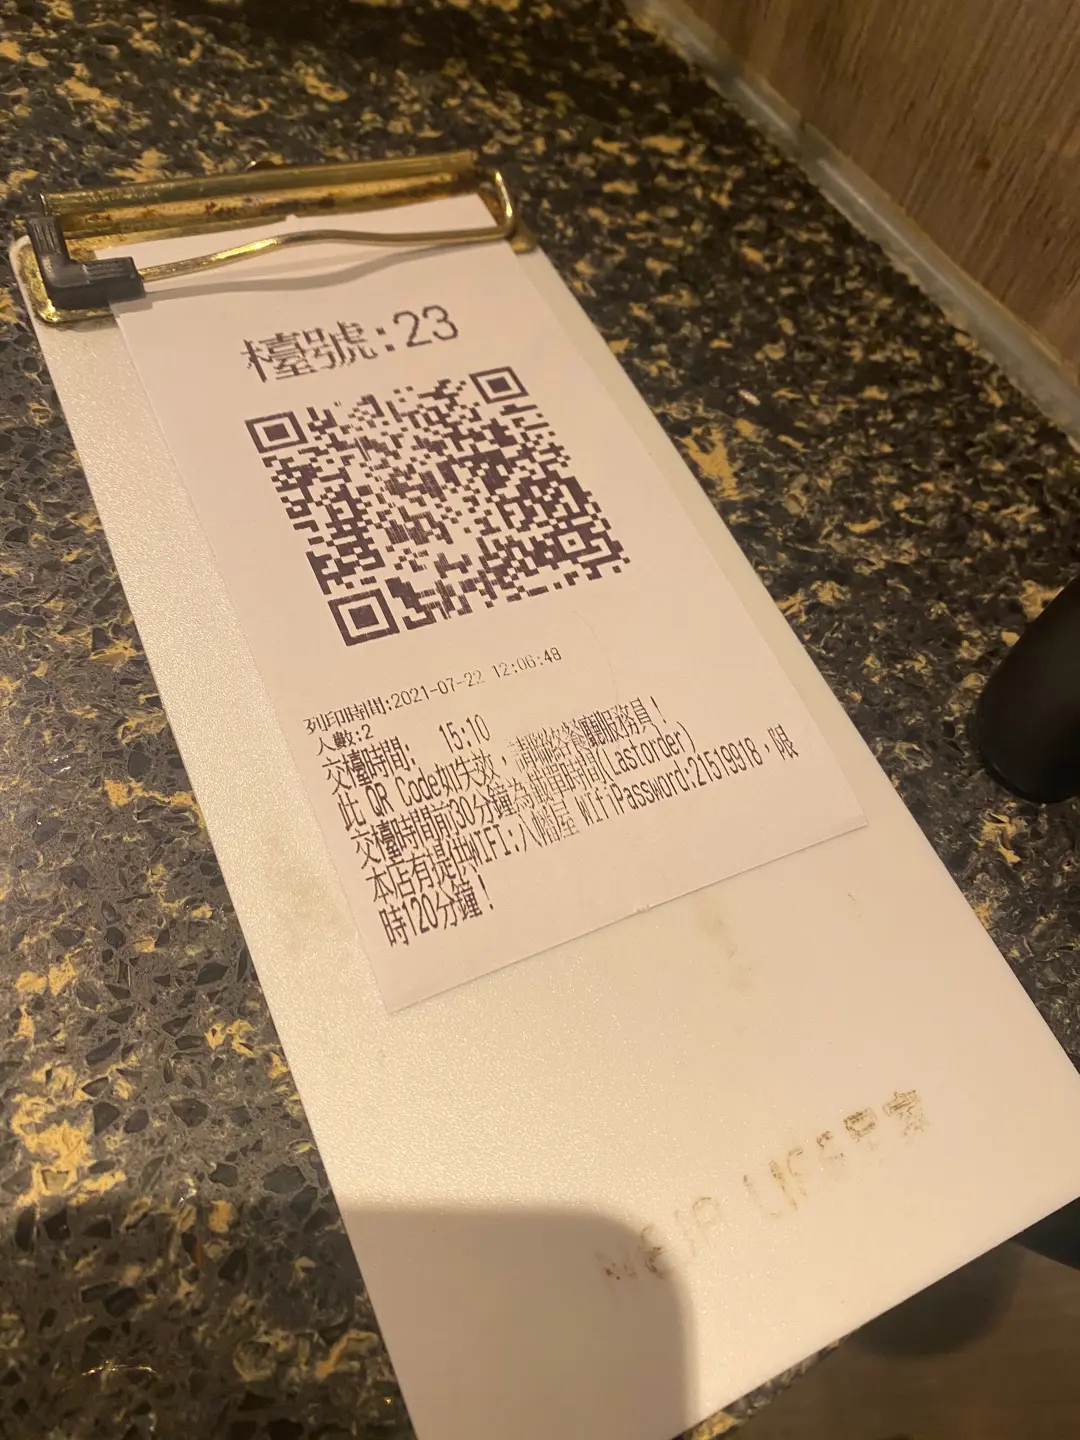 檯號:23
列印時間:2021-07-22 12:06:48
人數:2
交檯時間: 15:10
此 QR Code如失效,請聯絡餐廳服務員!
交檯時間前30分鐘為截單時間(Lastorder)
本店有提供WIFI:八幡屋 WifiPassword:21519918,限
時120分鐘!